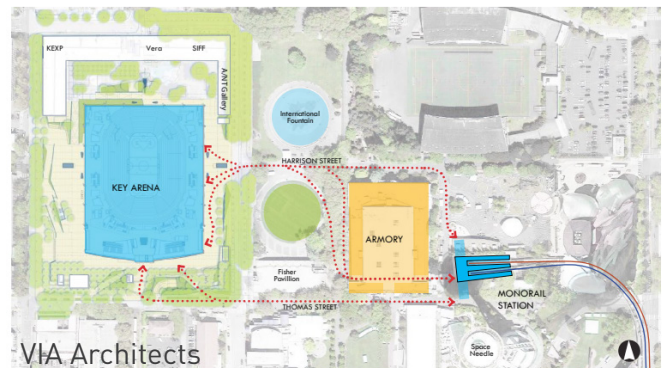 KEXP
Vera
SIFF
A/NT Gallery
International
Fountain
HARRISON STREET
KEY ARENA
ARMORY
Fisher
Pavilion
MONORAIL
STATION
THOMAS STREET
Space
Needle
VIA Architects